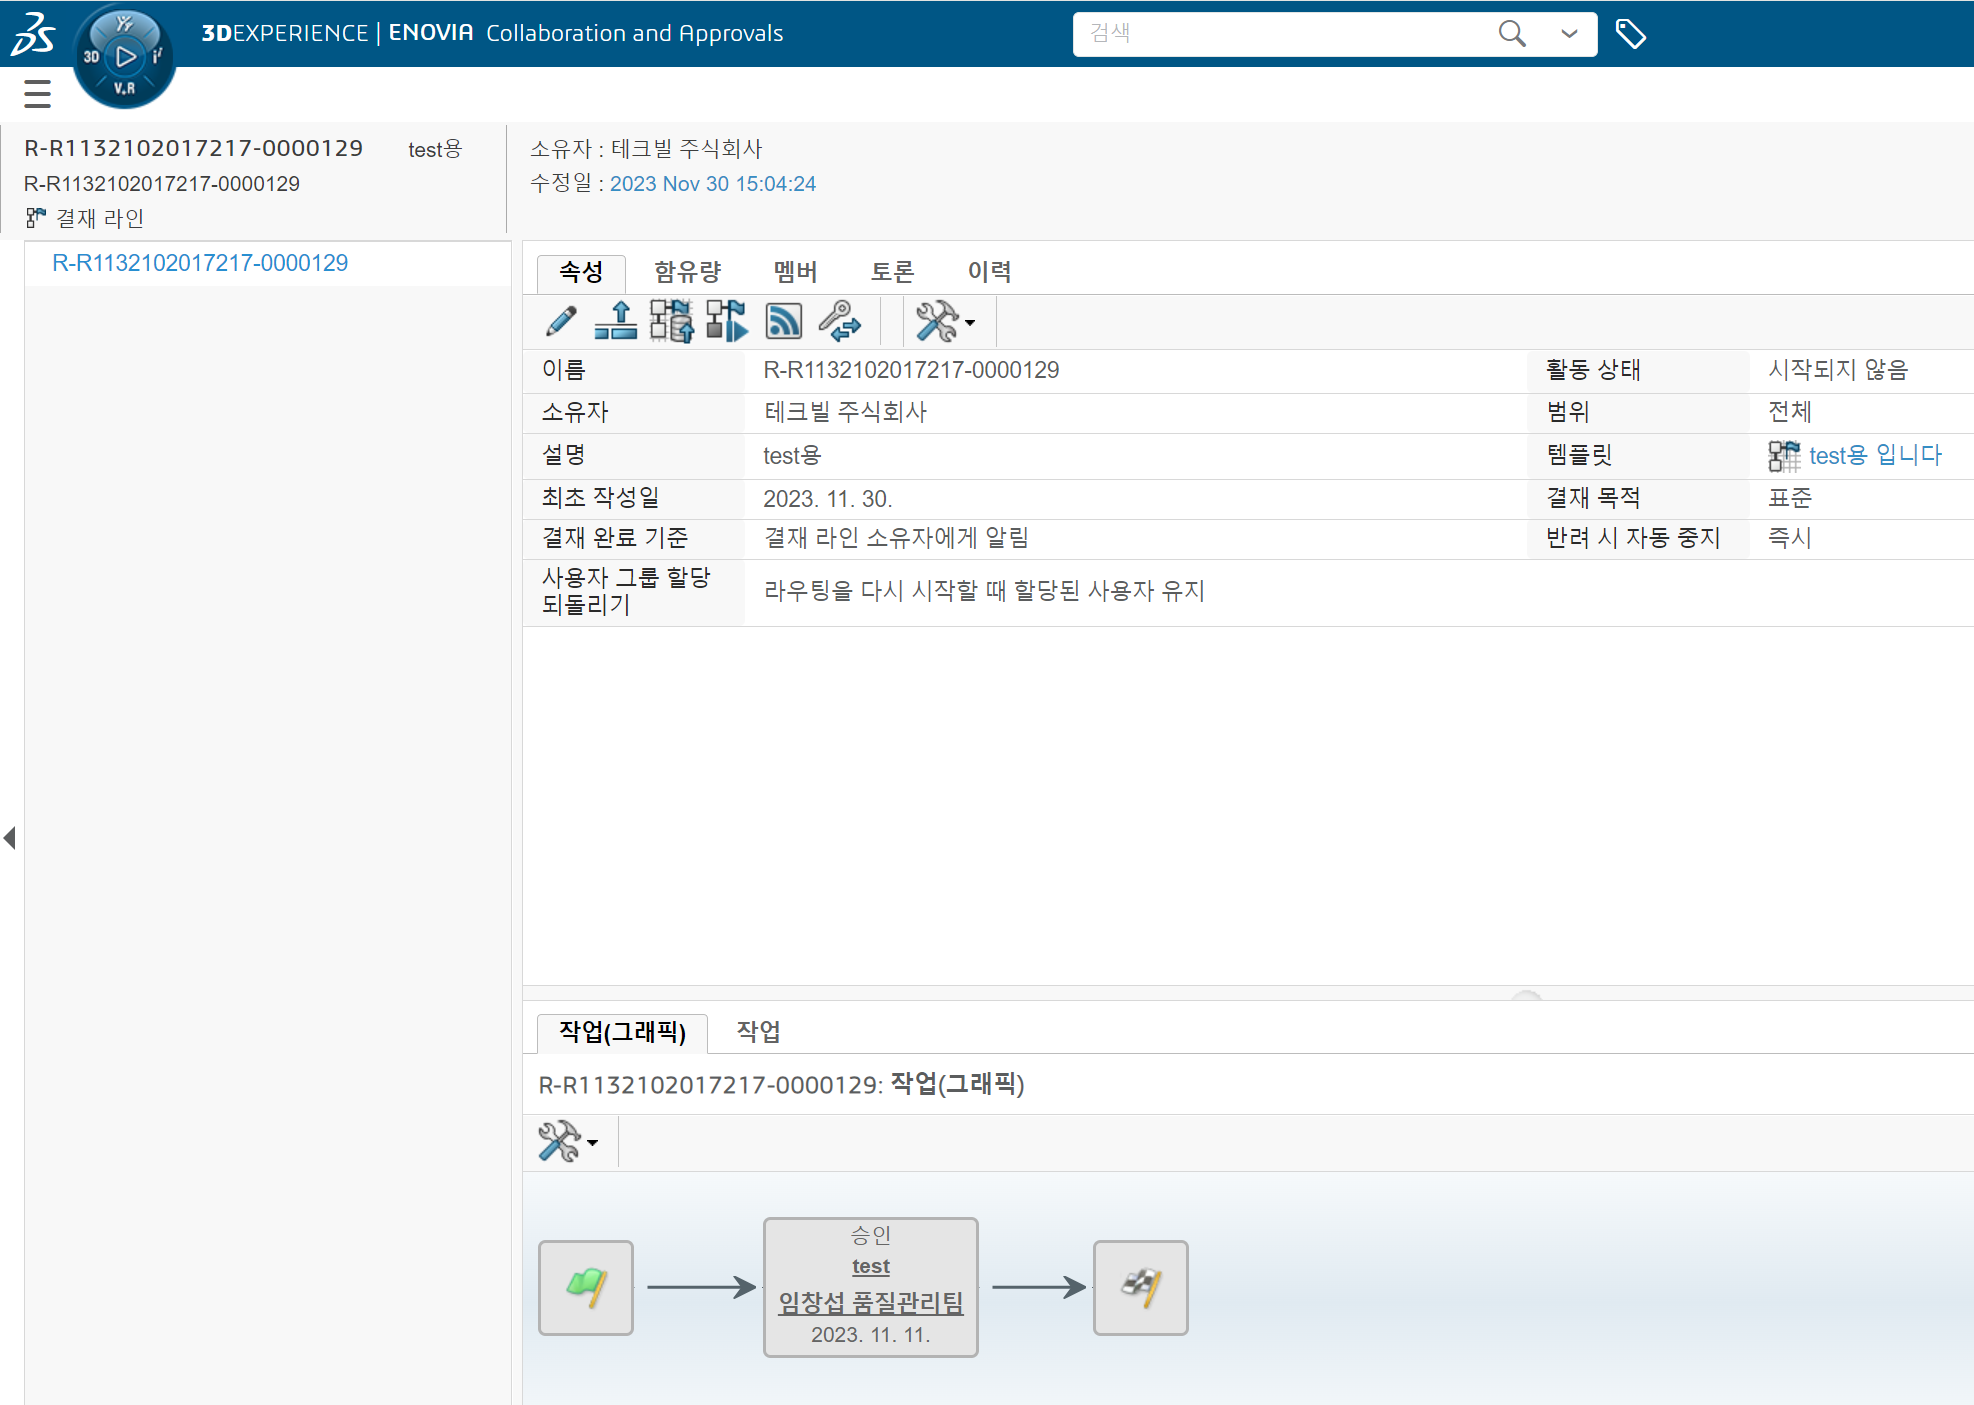 3DEXPERIENCE | ENOVIA Collaboration and Approvals
검색
3D
V.R
R-R1132102017217-0000129 test용
R-R1132102017217-0000129
결재 라인
소유자 : 테크빌 주식회사
수정일 : 2023 Nov 30 15:04:24
R-R1132102017217-0000129
속성 함유량 멤버 토론 이력
이름 R-R1132102017217-0000129 활동 상태 시작되지 않음
소유자 테크빌 주식회사 범위 전체
설명 test용 템플릿 test용 입니다
최초 작성일 2023. 11. 30. 결재 목적 표준
결재 완료 기준 결재 라인 소유자에게 알림 반려 시 자동 중지 즉시
사용자 그룹 할당
되돌리기
라우팅을 다시 시작할 때 할당된 사용자 유지
작업(그래픽) 작업
R-R1132102017217-0000129: 작업(그래픽)
승인
test
임창섭 품질관리팀
2023. 11. 11.